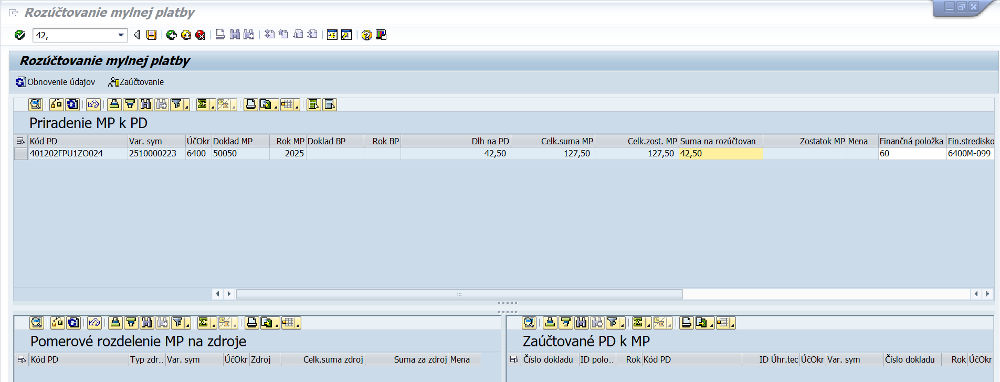 Rozúčtovanie mylnej platby
42,
Rozúčtovanie mylnej platby
Obnovenie údajov Zaúčtovanie
Priradenie MP k PD
Kód PD Var. sym ÚčOkr Doklad MP Rok MP Doklad BP Rok BP Dlh na PD Celk.suma MP Celk.zost. MP Suma na rozúčtovan... Zostatok MP Mena Finančná položka Fin.stredisko
401202FPU1ZO024 2510000223 6400 50050 2025 42,50 127,50 127,50 42,50 60 6400M-099
Pomerové rozdelenie MP na zdroje
Kód PD Typ zdr... Var. sym ÚčOkr Zdroj Celk.suma zdroj Suma za zdroj Mena
Zaúčtované PD k MP
Číslo dokladu ID polo... Rok Kód PD ID Úhr.tec ÚčOkr Var. sym Číslo dokladu Rok ÚčOkr